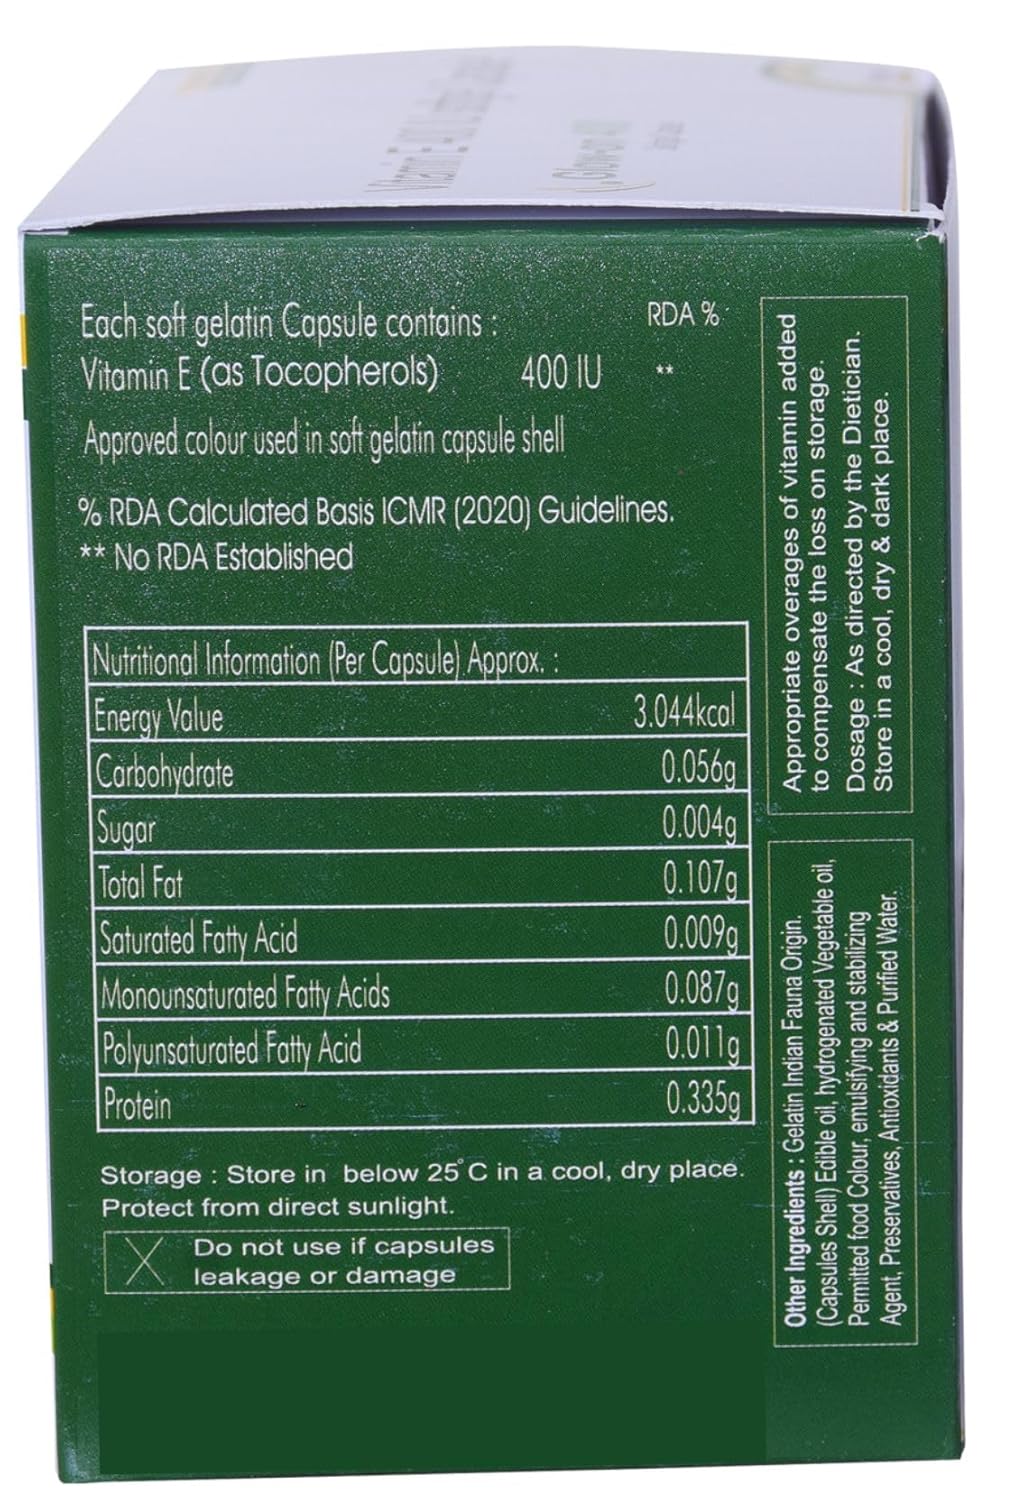 Vitamin E
Glow-on
Each soft gelatin Capsule contains : RDA %
Vitamin E (as Tocopherols) 400 IU **
Approved colour used in soft gelatin capsule shell
% RDA Calculated Basis ICMR (2020) Guidelines.
** No RDA Established
Nutritional Information (Per Capsule) Approx. :
Energy Value 3.044kcal
Carbohydrate 0.056g
Sugar 0.004g
Total Fat 0.107g
Saturated Fatty Acid 0.009g
Monounsaturated Fatty Acids 0.087g
Polyunsaturated Fatty Acid 0.011g
Protein 0.335g
Storage : Store in below 25°C in a cool, dry place.
Protect from direct sunlight.
Do not use if capsules
leakage or damage
Appropriate overages of vitamin added
to compensate the loss on storage.
Dosage : As directed by the Dietician.
Store in a cool, dry & dark place.
Other Ingredients : Gelatin Indian Fauna Origin.
(Capsules Shell) Edible oil, hydrogenated Vegetable oil,
Permitted food Colour, emulsifying and stabilizing
Agent, Preservatives, Antioxidants & Purified Water.